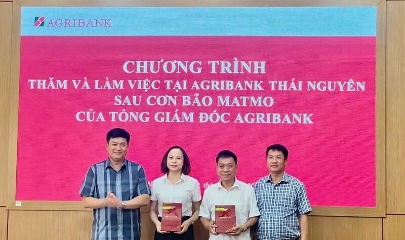 AGRIBANK
CHƯƠNG TRÌNH
THĂM VÀ LÀM VIỆC TẠI AGRIBANK THÁI NGUYÊN
SAU CƠN BÃO MATMO
CỦA TỔNG GIÁM ĐỐC AGRIBANK